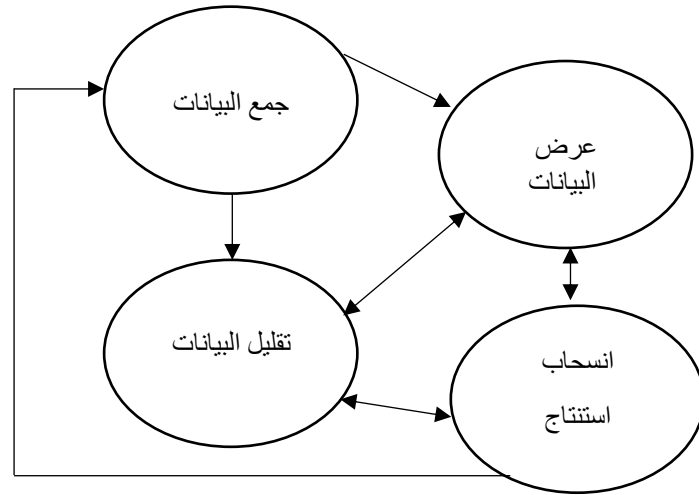 جمع البيانات
عرض
البيانات
تقليل البيانات
انسحاب
استنتاج